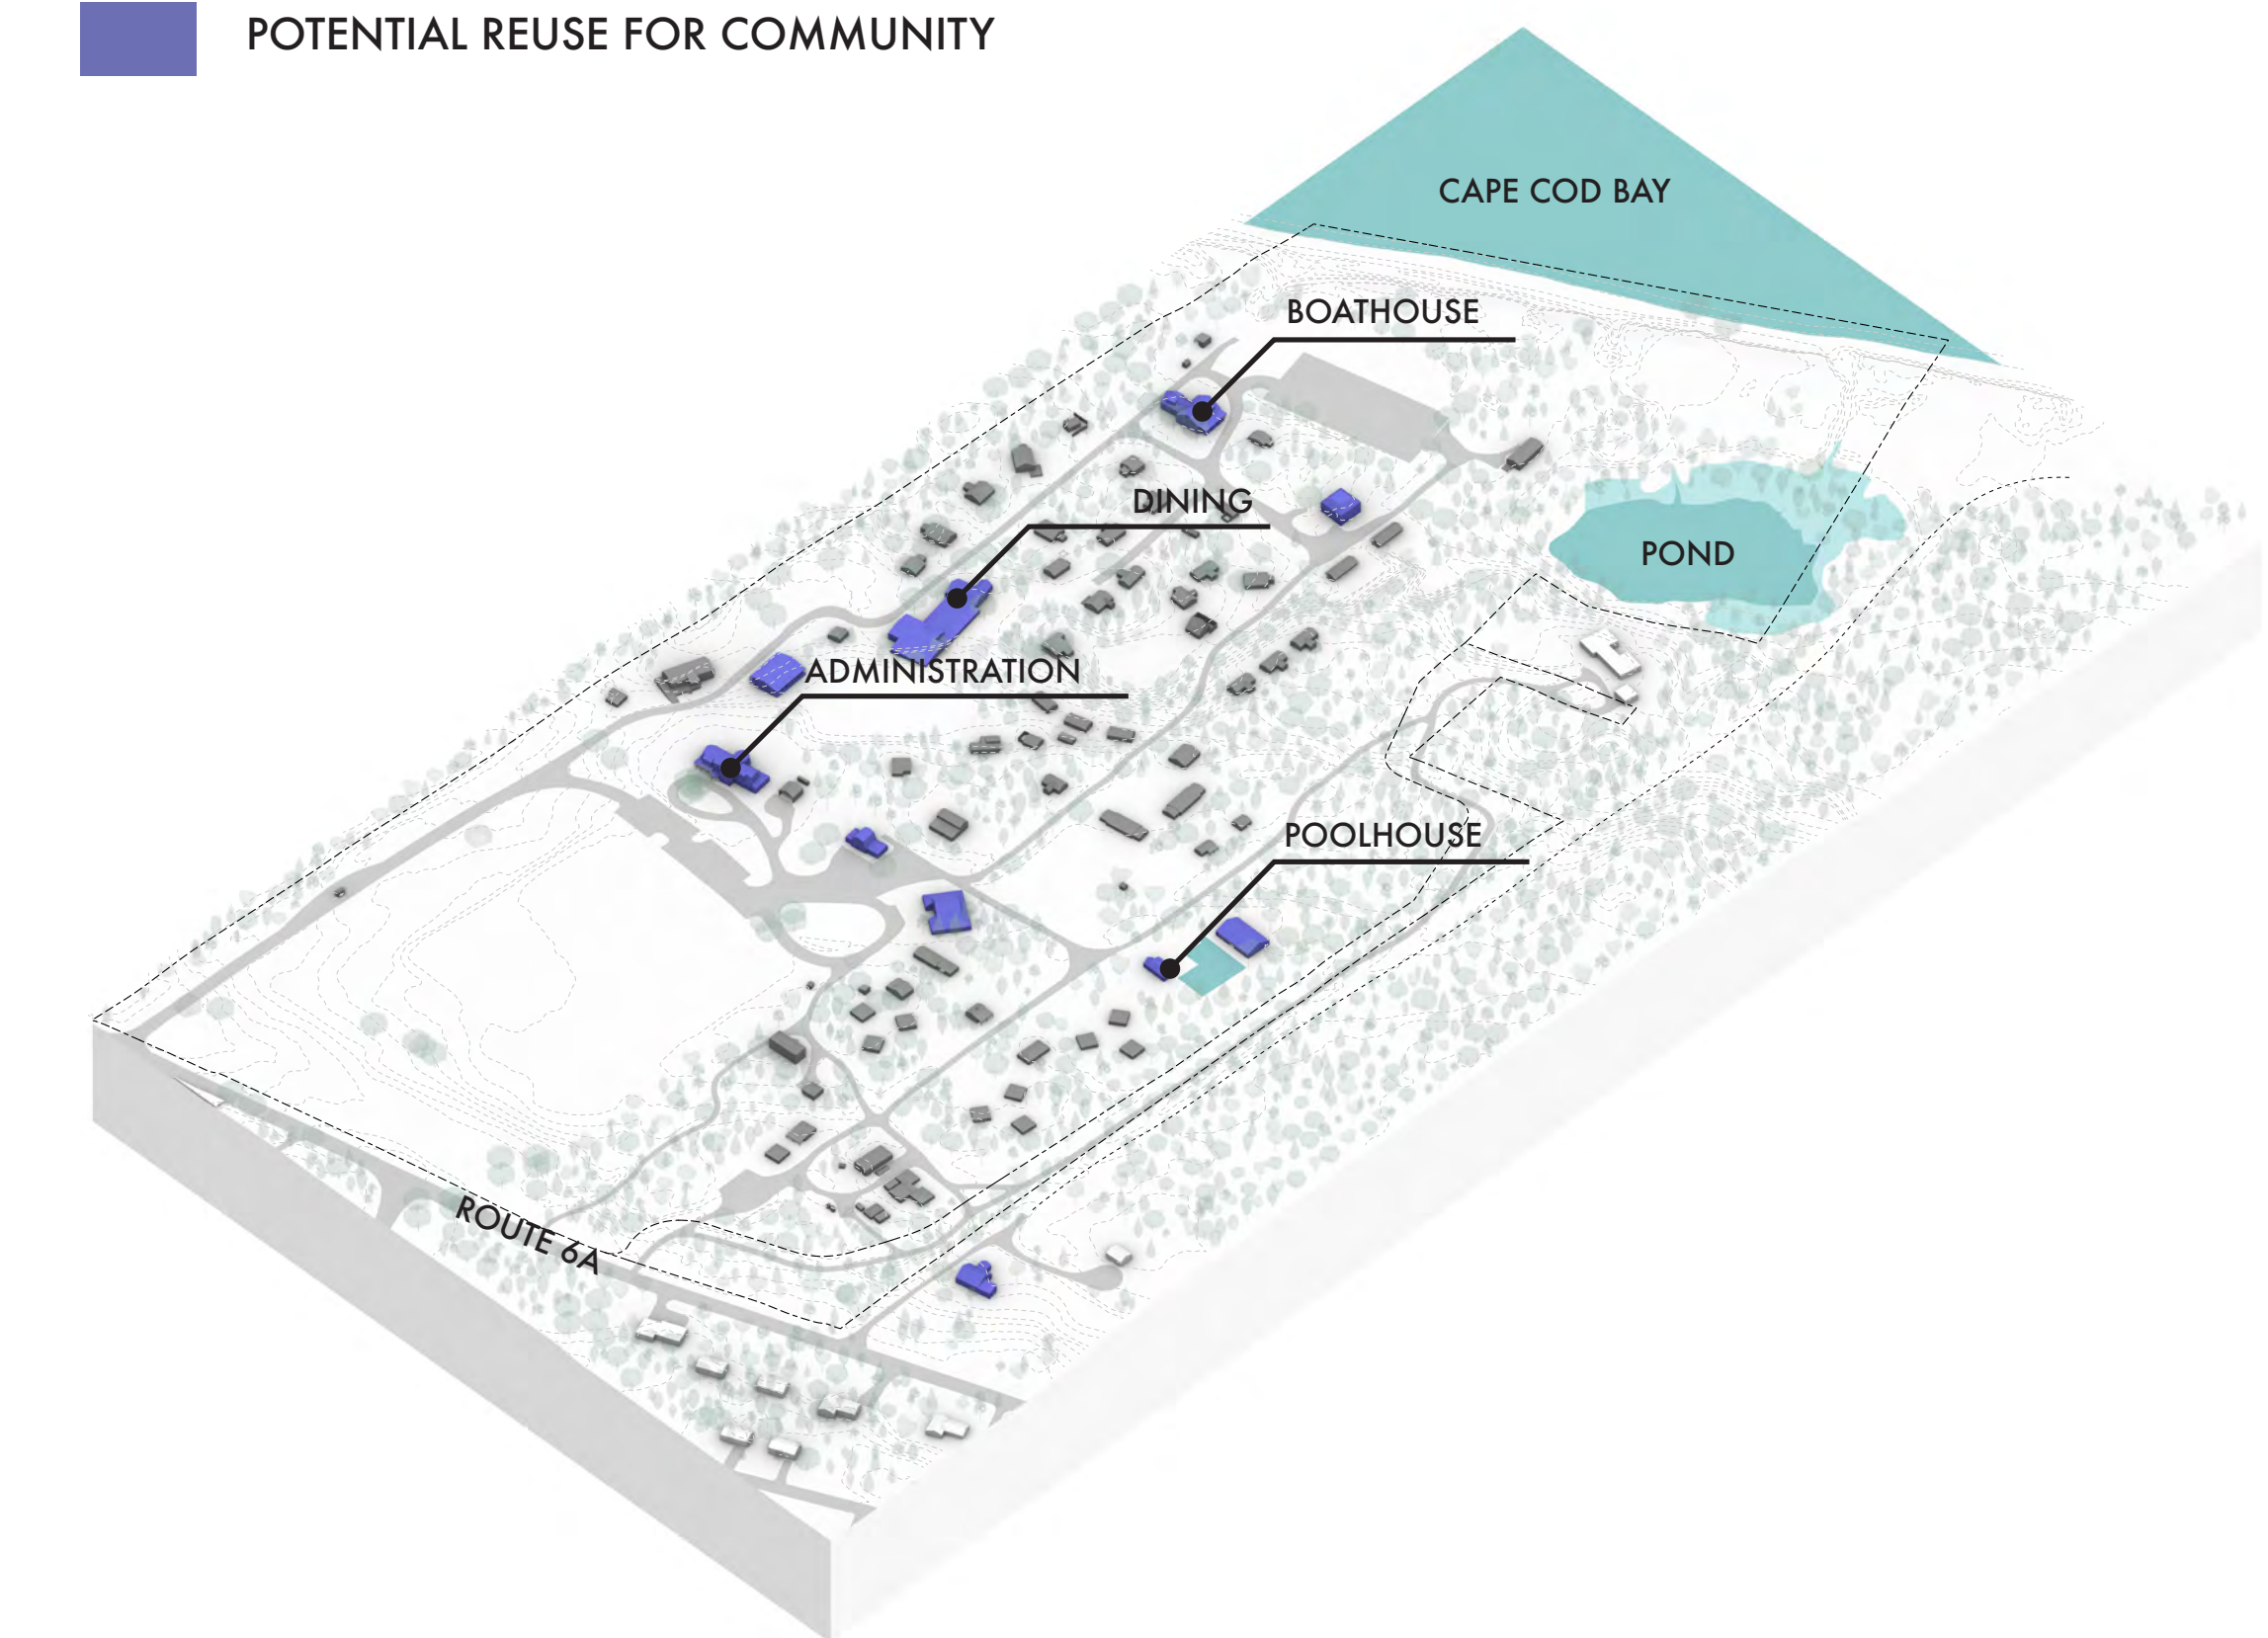 POTENTIAL REUSE FOR COMMUNITY
CAPE COD BAY
BOATHOUSE
DINING
POND
ADMINISTRATION
POOLHOUSE
ROUTE 6A